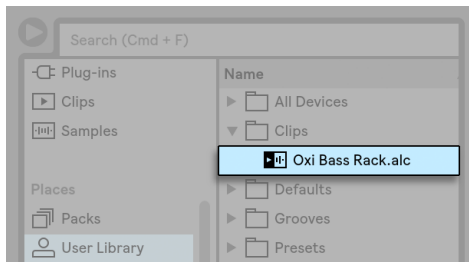 Search (Cmd + F)
Plug-ins
Clips
Samples
Places
Packs
User Library
Name
All Devices
Clips
Oxi Bass Rack.alc
Defaults
Grooves
Presets